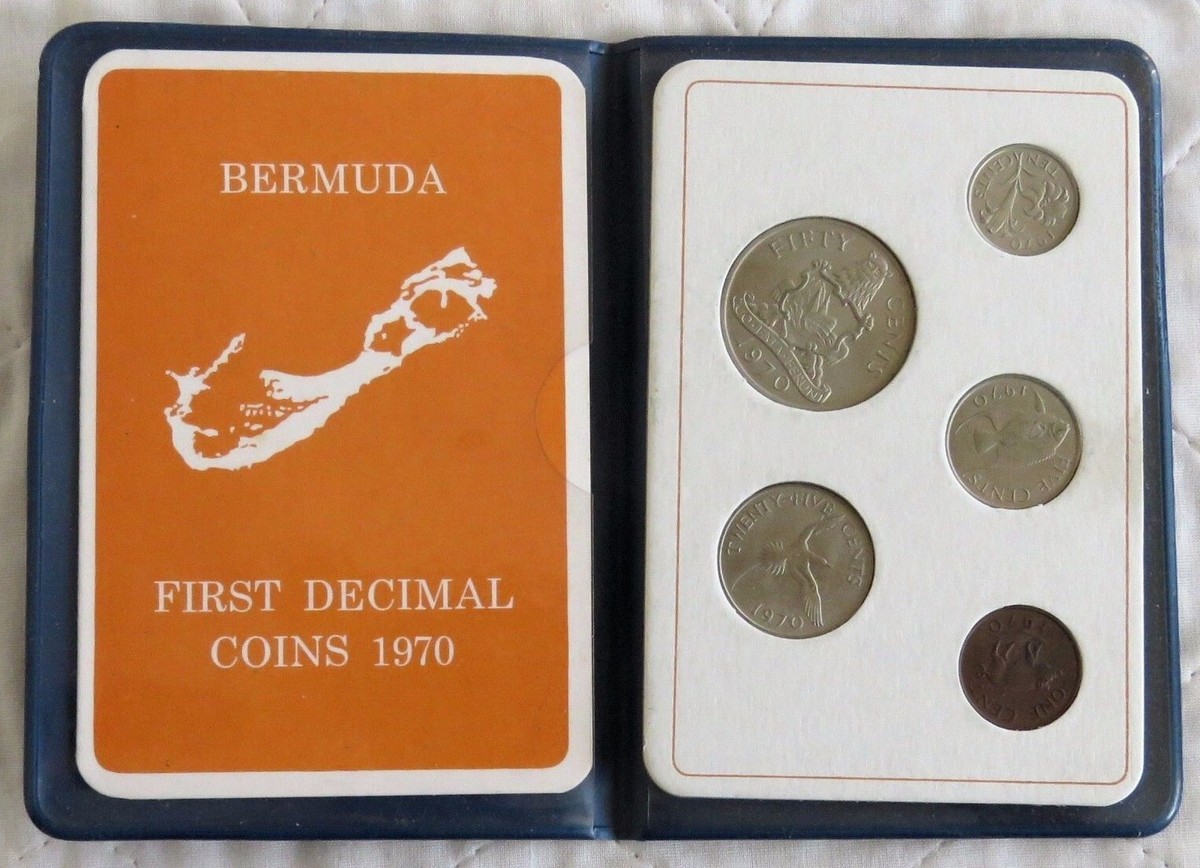 BERMUDA
FIRST DECIMAL
COINS 1970
TEN CENTS
1970
FIFTY CENTS
1970
1970
FIVE CENTS
TWENTY-FIVE CENTS
1970
1970
ONE CENT